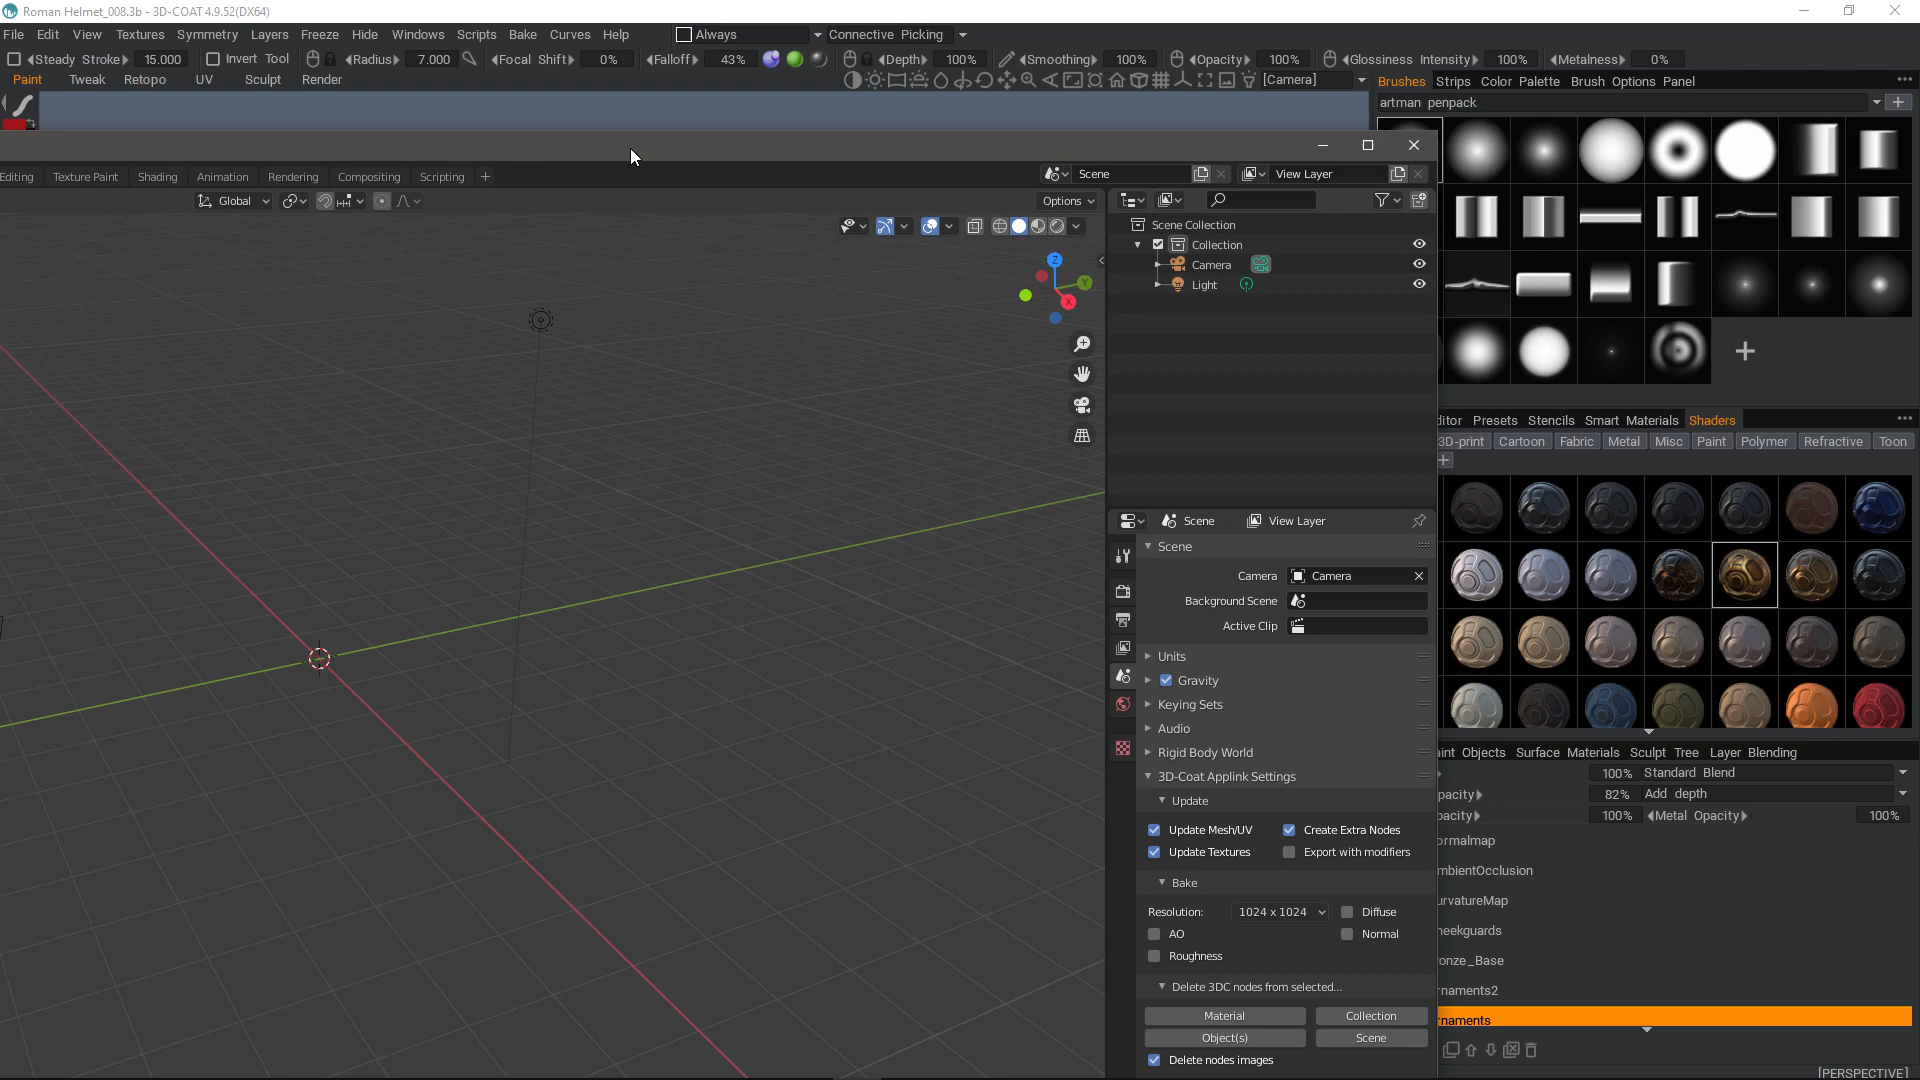 Roman Helmet_008.3b - 3D-COAT 4.9.52(DX64)
File Edit View Textures Symmetry Layers Freeze Hide Windows Scripts Bake Curves Help Always Connective Picking
Steady Stroke 15.000 Invert Tool Radius 7.000 Focal Shift 0% Falloff 43% Depth 100% Smoothing 100% Opacity 100% Glossiness Intensity 100% Metalness 0%
Paint Tweak Retopo UV Sculpt Render [Camera]
Brushes Strips Color Palette Brush Options Panel
artman penpack
Editing Texture Paint Shading Animation Rendering Compositing Scripting + Scene View Layer
Global Options
Scene Collection
Collection
Camera
Light
Z
Y
X
ditor Presets Stencils Smart Materials Shaders
3D-print Cartoon Fabric Metal Misc Paint Polymer Refractive Toon
Scene View Layer
Scene
Camera Camera
Background Scene
Active Clip
Units
Gravity
Keying Sets
Audio
Rigid Body World
3D-Coat Applink Settings
Update
Update Mesh/UV Create Extra Nodes
Update Textures Export with modifiers
Bake
Resolution: 1024 x 1024 Diffuse
AO Normal
Roughness
Delete 3DC nodes from selected...
Material Collection
Object(s) Scene
Delete nodes images
aint Objects Surface Materials Sculpt Tree Layer Blending
100% Standard Blend
pacity 82% Add depth
pacity 100% Metal Opacity 100%
ormalmap
mbientOcclusion
urvatureMap
heekguards
ronze_Base
rnaments2
rnaments
[PERSPECTIVE]